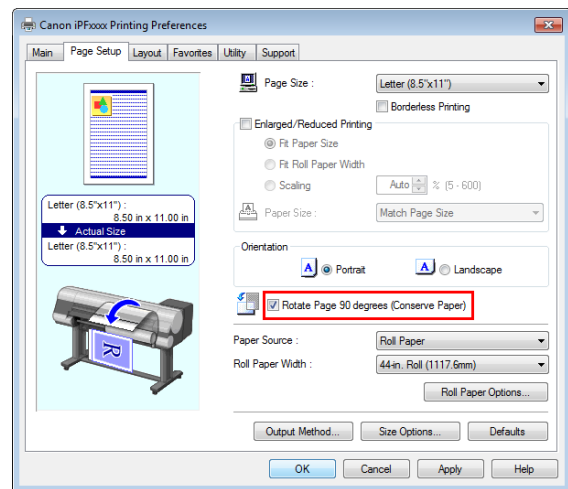 Canon iPFxxxx Printing Preferences
Main Page Setup Layout Favorites Utility Support
Page Size : Letter (8.5"x11")
Borderless Printing
Enlarged/Reduced Printing
Fit Paper Size
Fit Roll Paper Width
Scaling Auto % (5 - 600)
Paper Size : Match Page Size
Letter (8.5"x11") :
8.50 in x 11.00 in
Actual Size
Letter (8.5"x11") :
8.50 in x 11.00 in
Orientation
A Portrait A Landscape
Rotate Page 90 degrees (Conserve Paper)
R
Paper Source : Roll Paper
Roll Paper Width : 44-in. Roll (1117.6mm)
Roll Paper Options...
Output Method... Size Options... Defaults
OK Cancel Apply Help